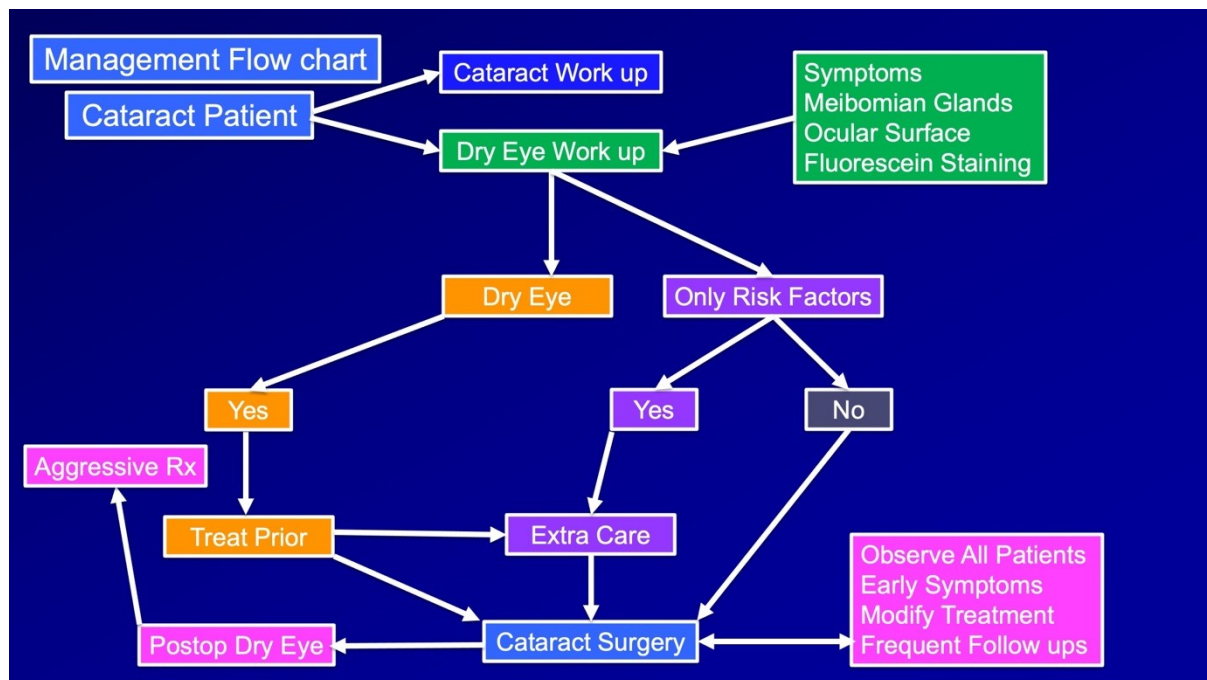 Management Flow chart
Cataract Patient
Cataract Work up
Dry Eye Work up
Symptoms
Meibomian Glands
Ocular Surface
Fluorescein Staining
Dry Eye
Only Risk Factors
Yes
Yes
No
Aggressive Rx
Treat Prior
Extra Care
Postop Dry Eye
Cataract Surgery
Observe All Patients
Early Symptoms
Modify Treatment
Frequent Follow ups